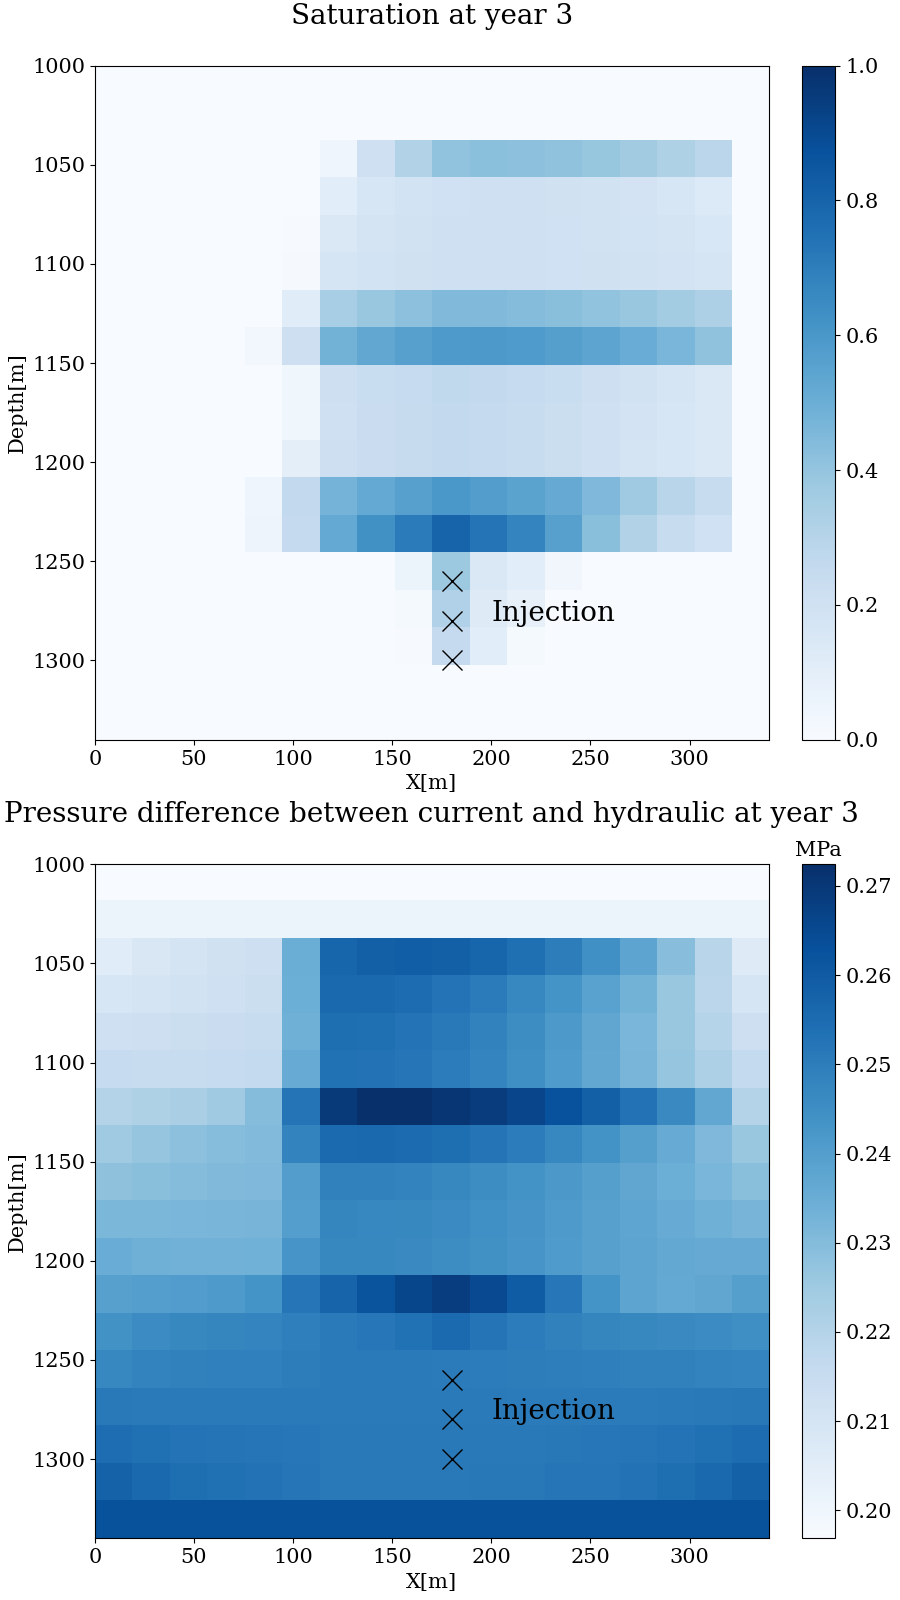 Saturation at year 3
1000
1050
1100
1150
1200
1250
1300
Depth[m]
Injection
0 50 100 150 200 250 300
X[m]
1.0
0.8
0.6
0.4
0.2
0.0
Pressure difference between current and hydraulic at year 3
MPa
1000
1050
1100
1150
1200
1250
1300
Depth[m]
Injection
0 50 100 150 200 250 300
X[m]
0.27
0.26
0.25
0.24
0.23
0.22
0.21
0.20